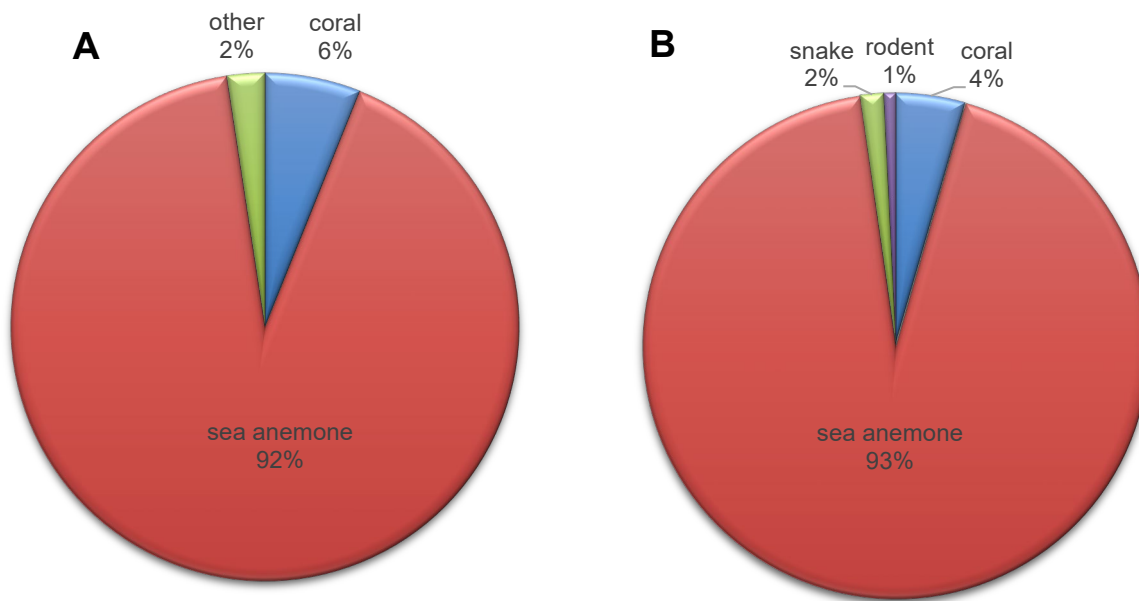 A
other
2%
coral
6%
sea anemone
92%
B
snake
2%
rodent
1%
coral
4%
sea anemone
93%